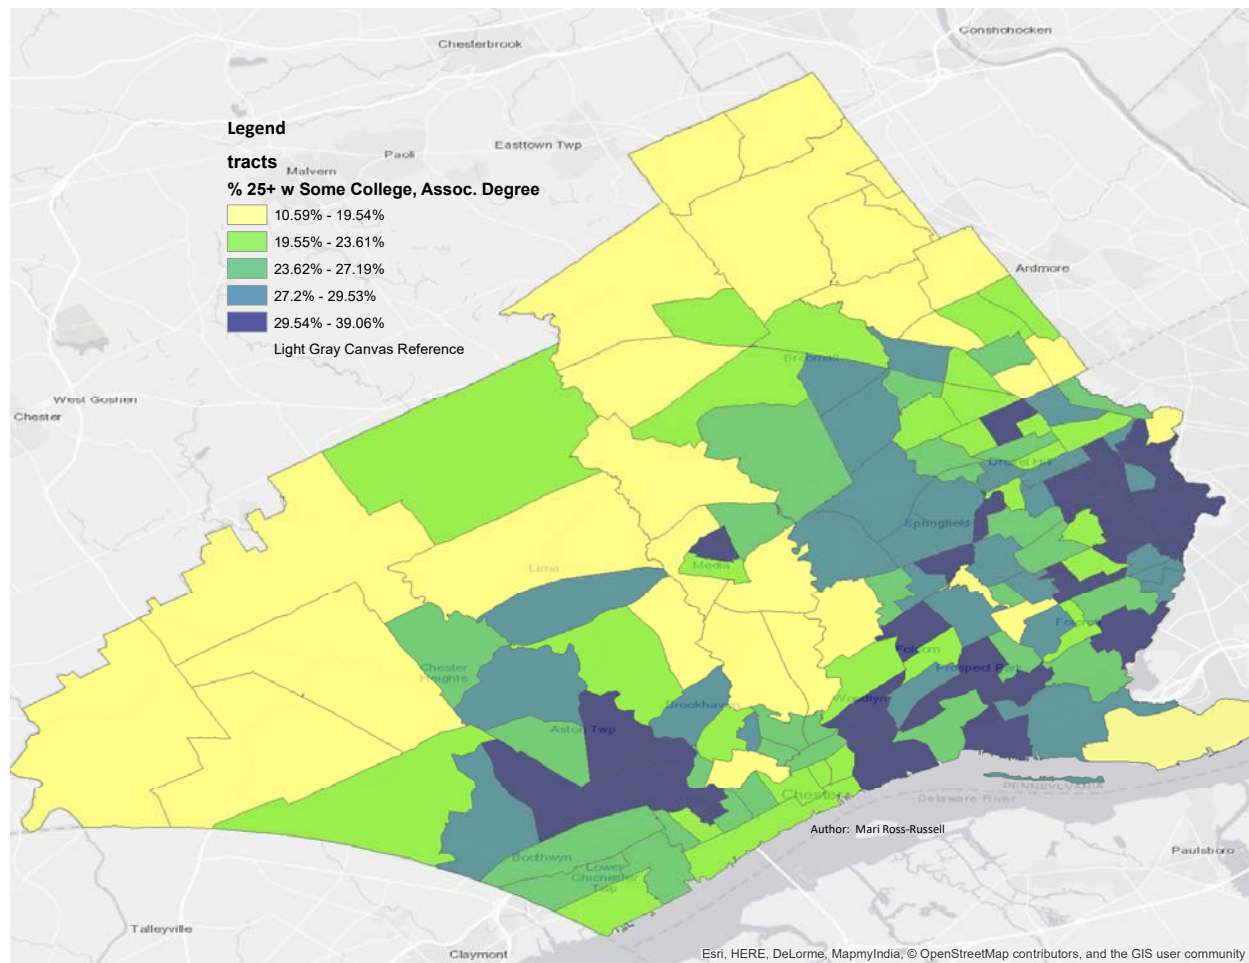 Conshohocken
Chesterbrook
Legend
tracts
Easttown Twp
Paoli
Malvern
% 25+ w Some College, Assoc. Degree
10.59% - 19.54%
19.55% - 23.61%
23.62% - 27.19%
27.2% - 29.53%
29.54% - 39.06%
Light Gray Canvas Reference
Ardmore
Broomall
West Goshen
Chester
Drexel Hill
Springfield
Media
Lima
Folcroft
Folsom
Chester
Heights
Prospect Park
Woodlyn
Brookhaven
Aston Twp
PENNSYLVANIA
Chester
Delaware River
Author: Mari Ross-Russell
Paulsboro
Boothwyn
Lower
Chichester
Twp
Talleyville
Claymont
Esri, HERE, DeLorme, MapmyIndia, © OpenStreetMap contributors, and the GIS user community